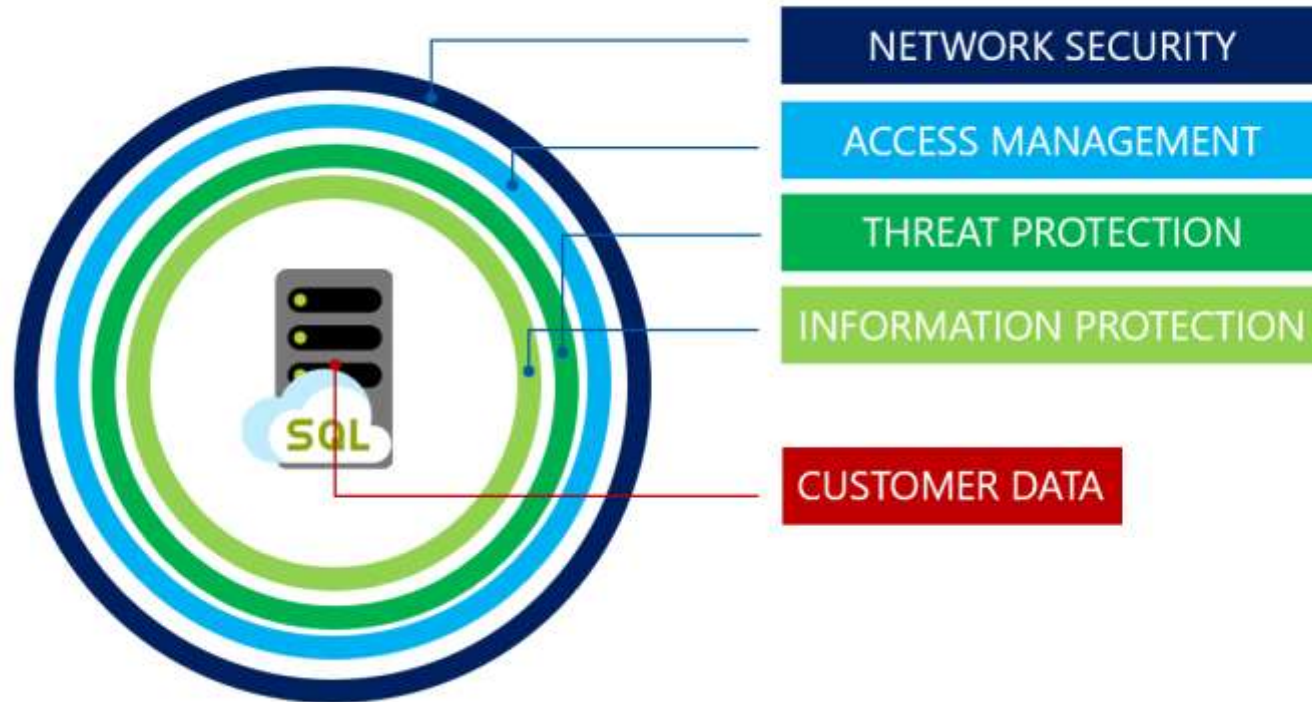 NETWORK SECURITY
ACCESS MANAGEMENT
THREAT PROTECTION
INFORMATION PROTECTION
SQL
CUSTOMER DATA